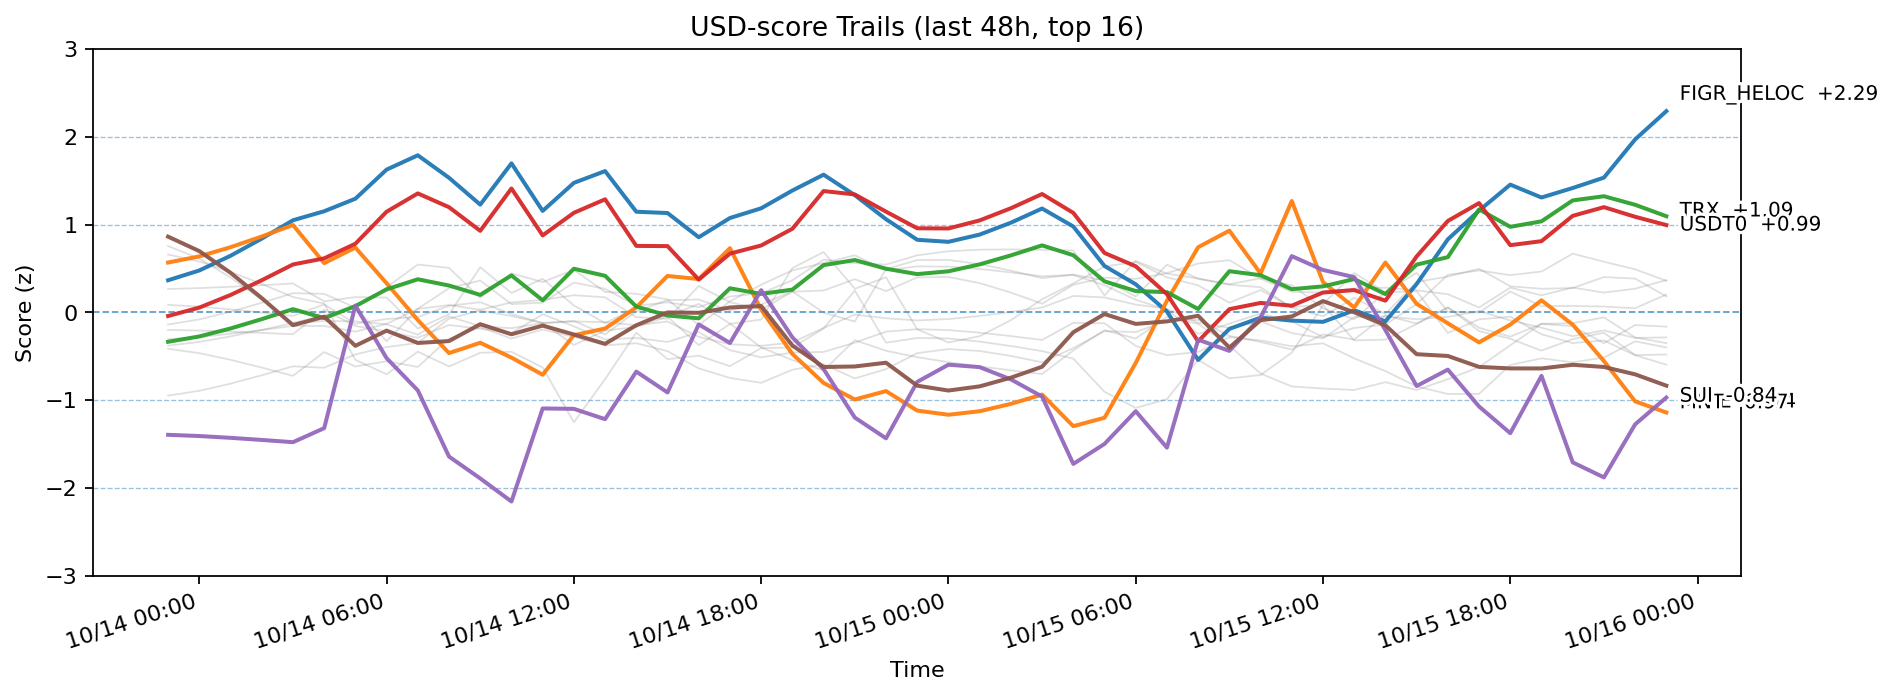 USD-score Trails (last 48h, top 16)
Score (z)
3
2
1
0
−1
−2
−3
FIGR_HELOC +2.29
TRX +1.09
USDT0 +0.99
SUI -0.84
10/14 00:00
10/14 06:00
10/14 12:00
10/14 18:00
10/15 00:00
10/15 06:00
10/15 12:00
10/15 18:00
10/16 00:00
Time